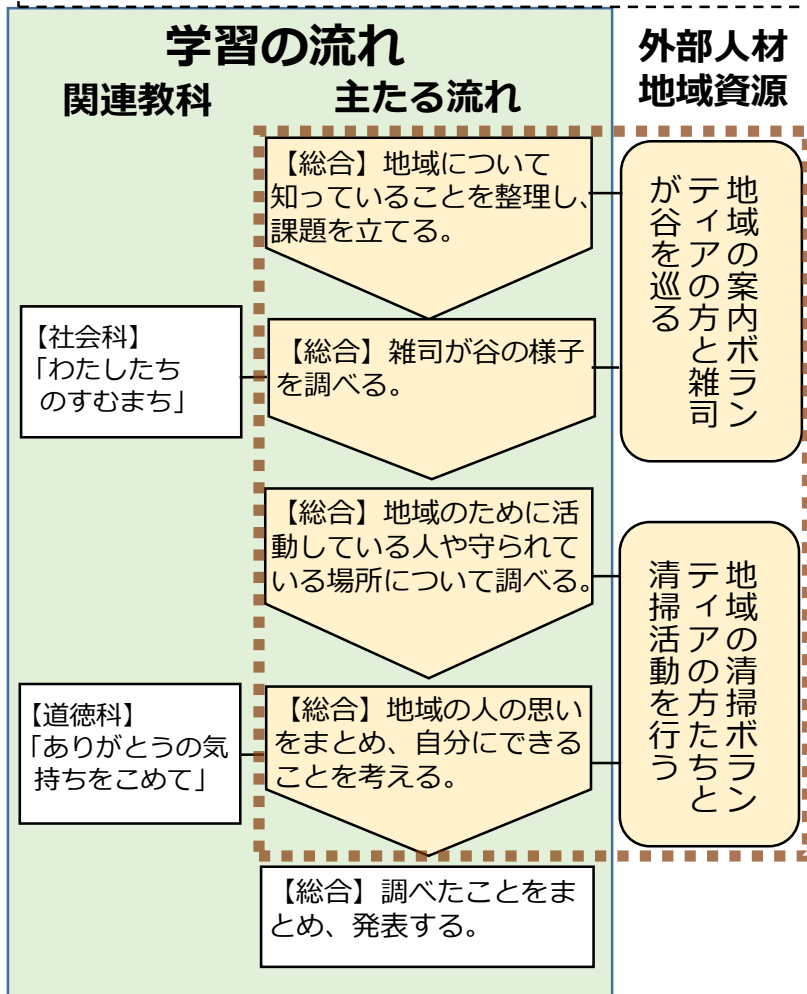 学習の流れ
関連教科
主たる流れ
外部人材
地域資源
【総合】地域について
知っていることを整理し、
課題を立てる。
地域の案内ボラン
ティアの方と雑司
が谷を巡る
【社会科】
「わたしたち
のすむまち」
【総合】雑司が谷の様子
を調べる。
【総合】地域のために活
動している人や守られて
いる場所について調べる。
地域の清掃ボラン
ティアの方たちと
清掃活動を行う
【道徳科】
「ありがとうの気
持ちをこめて」
【総合】地域の人の思い
をまとめ、自分にできる
ことを考える。
【総合】調べたことをま
とめ、発表する。